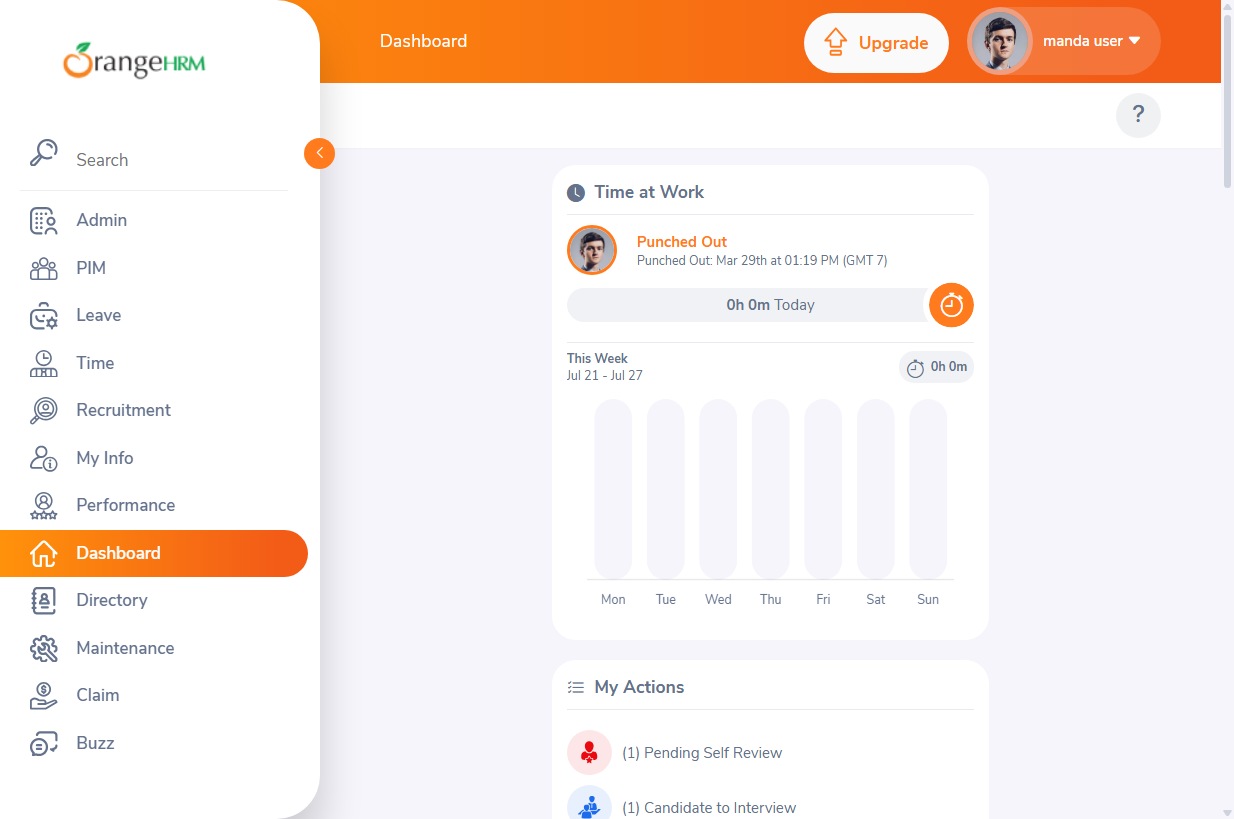 OrangeHRM
Search
Admin
PIM
Leave
Time
Recruitment
My Info
Performance
Dashboard
Directory
Maintenance
Claim
Buzz
Dashboard
Upgrade
manda user
?
Time at Work
Punched Out
Punched Out: Mar 29th at 01:19 PM (GMT 7)
0h 0m Today
This Week
Jul 21 - Jul 27
0h 0m
Mon Tue Wed Thu Fri Sat Sun
My Actions
(1) Pending Self Review
(1) Candidate to Interview